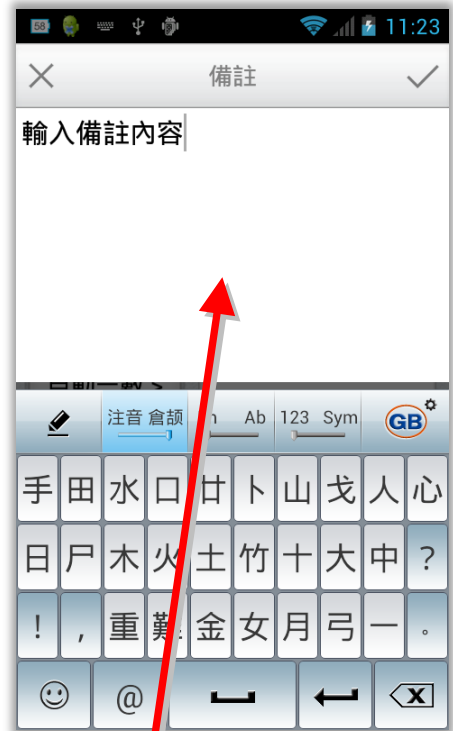 58 11:23
備註
輸入備註內容
注音 倉頡 Ab 123 Sym GB
手 田 水 口 廿 卜 山 戈 人 心
日 尸 木 火 土 竹 十 大 中 ?
! , 重 難 金 女 月 弓 一 。
@